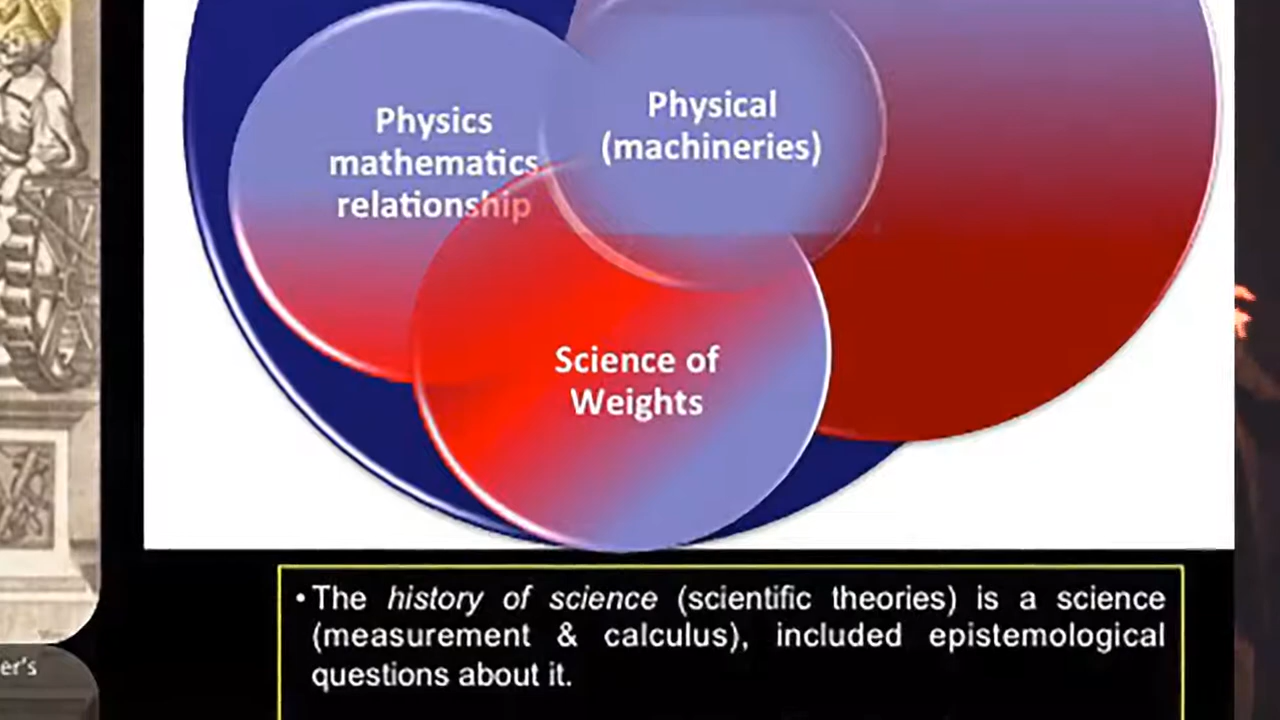 Physics
mathematics
relationship
Physical
(machineries)
Science of
Weights
• The history of science (scientific theories) is a science
(measurement & calculus), included epistemological
questions about it.
er's